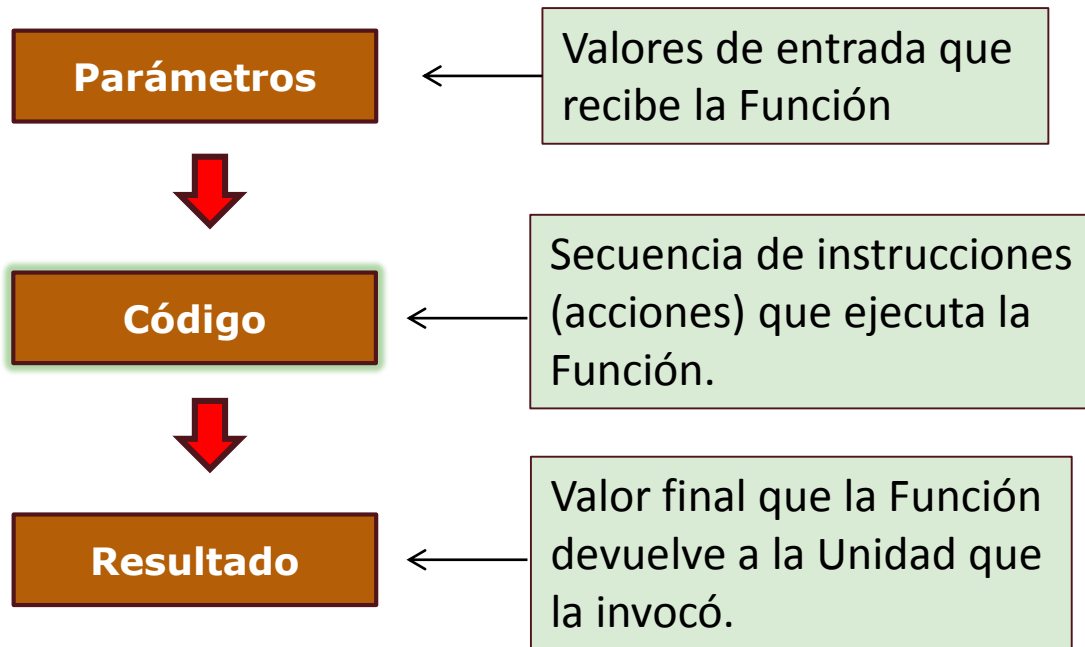 Parámetros
Valores de entrada que
recibe la Función
Código
Secuencia de instrucciones
(acciones) que ejecuta la
Función.
Resultado
Valor final que la Función
devuelve a la Unidad que
la invocó.